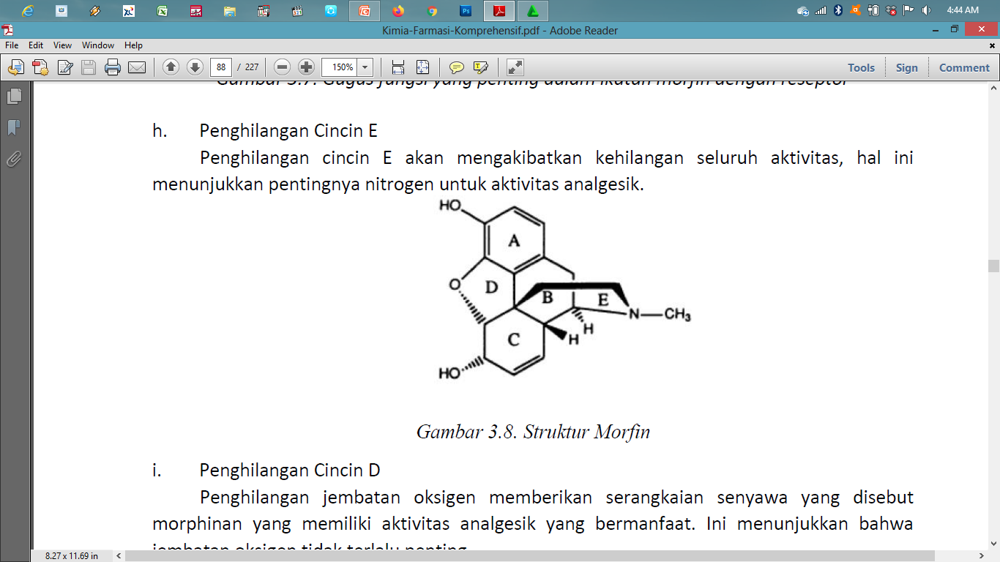 4:44 AM
Kimia-Farmasi-Komprehensif.pdf - Adobe Reader
File Edit View Window Help
88 / 227 150% Tools Sign Comment
Gambar 3.7. Gugus fungsi yang penting dalam ikatan morfin dengan reseptor
h. Penghilangan Cincin E
Penghilangan cincin E akan mengakibatkan kehilangan seluruh aktivitas, hal ini
menunjukkan pentingnya nitrogen untuk aktivitas analgesik.
HO
A
O D B E
N—CH3
H
C H
HO
Gambar 3.8. Struktur Morfin
i. Penghilangan Cincin D
Penghilangan jembatan oksigen memberikan serangkaian senyawa yang disebut
morphinan yang memiliki aktivitas analgesik yang bermanfaat. Ini menunjukkan bahwa
jembatan oksigen tidak terlalu penting
8.27 x 11.69 in